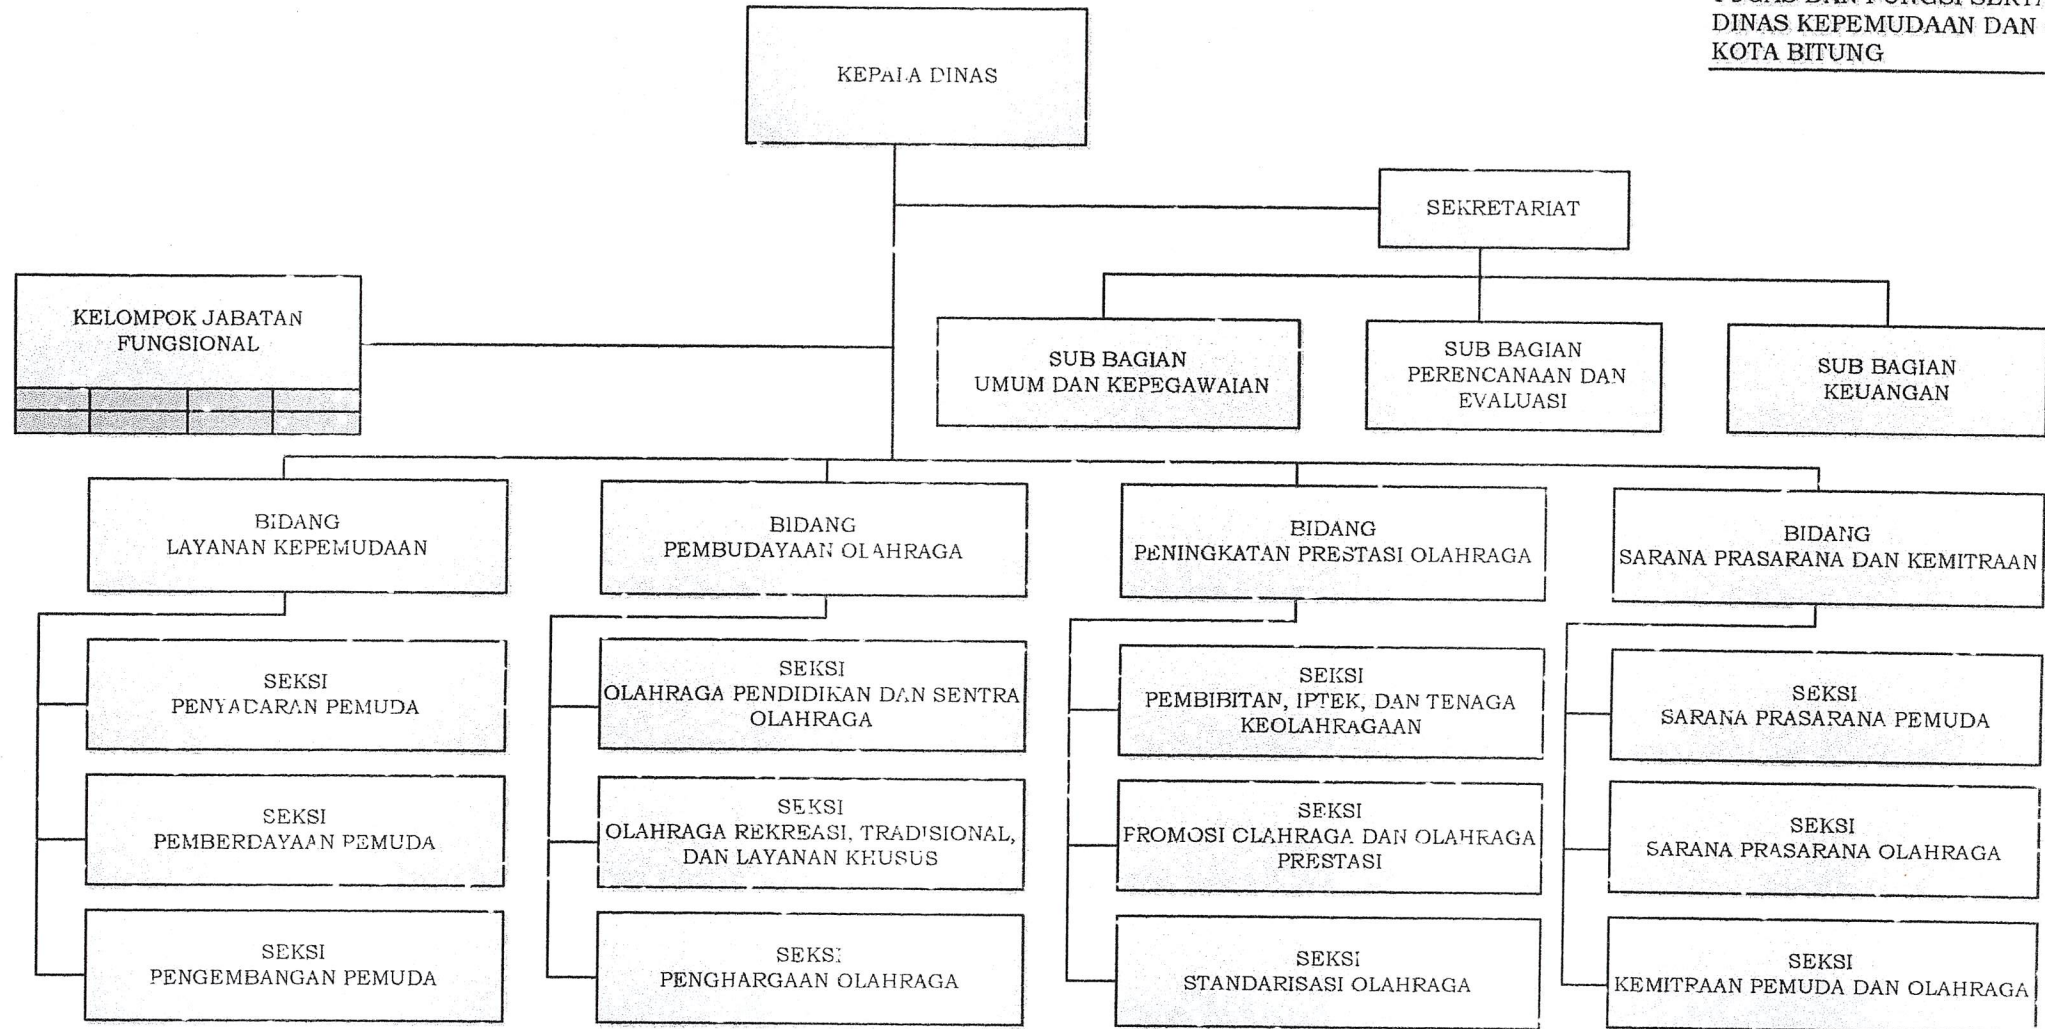 TUGAS DAN FUNGSI SERTA
DINAS KEPEMUDAAN DAN
KOTA BITUNG
KEPALA DINAS
SEKRETARIAT
KELOMPOK JABATAN
FUNGSIONAL
SUB BAGIAN
UMUM DAN KEPEGAWAIAN
SUB BAGIAN
PERENCANAAN DAN
EVALUASI
SUB BAGIAN
KEUANGAN
BIDANG
LAYANAN KEPEMUDAAN
BIDANG
PEMBUDAYAAN OLAHRAGA
BIDANG
PENINGKATAN PRESTASI OLAHRAGA
BIDANG
SARANA PRASARANA DAN KEMITRAAN
SEKSI
PENYADARAN PEMUDA
SEKSI
OLAHRAGA PENDIDIKAN DAN SENTRA
OLAHRAGA
SEKSI
PEMBIBITAN, IPTEK, DAN TENAGA
KEOLAHRAGAAN
SEKSI
SARANA PRASARANA PEMUDA
SEKSI
PEMBERDAYAAN PEMUDA
SEKSI
OLAHRAGA REKREASI, TRADISIONAL,
DAN LAYANAN KHUSUS
SEKSI
PROMOSI OLAHRAGA DAN OLAHRAGA
PRESTASI
SEKSI
SARANA PRASARANA OLAHRAGA
SEKSI
PENGEMBANGAN PEMUDA
SEKSI
PENGHARGAAN OLAHRAGA
SEKSI
STANDARISASI OLAHRAGA
SEKSI
KEMITRAAN PEMUDA DAN OLAHRAGA